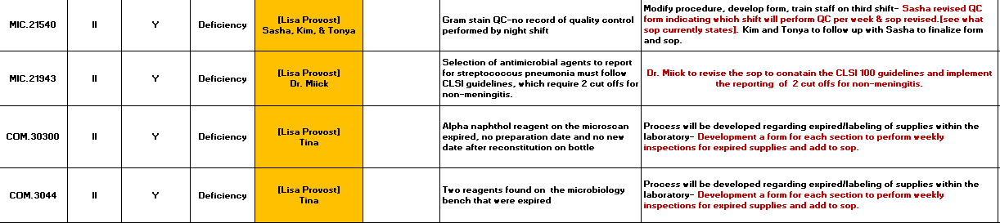 MIC.21540
II
Y
Deficiency
[Lisa Provost]
Sasha, Kim, & Tonya
Gram stain QC-no record of quality control
performed by night shift
Modify procedure, develop form, train staff on third shift- Sasha revised QC
form indicating which shift will perform QC per week & sop revised.[see what
sop currently states]. Kim and Tonya to follow up with Sasha to finalize form
and sop.
MIC.21943
II
Y
Deficiency
[Lisa Provost]
Dr. Miick
Selection of antimicrobial agents to report
for streptococcus pneumonia must follow
CLSI guidelines, which require 2 cut offs for
non-meningitis.
Dr. Miick to revise the sop to conatain the CLSI 100 guidelines and implement
the reporting of 2 cut offs for non-meningitis.
COM.30300
II
Y
Deficiency
[Lisa Provost]
Tina
Alpha naphthol reagent on the microscan
expired, no preparation date and no new
date after reconstitution on bottle
Process will be developed regarding expired/labeling of supplies within the
laboratory- Development a form for each section to perform weekly
inspections for expired supplies and add to sop.
COM.3044
II
Y
Deficiency
[Lisa Provost]
Tina
Two reagents found on the microbiology
bench that were expired
Process will be developed regarding expired/labeling of supplies within the
laboratory- Development a form for each section to perform weekly
inspections for expired supplies and add to sop.